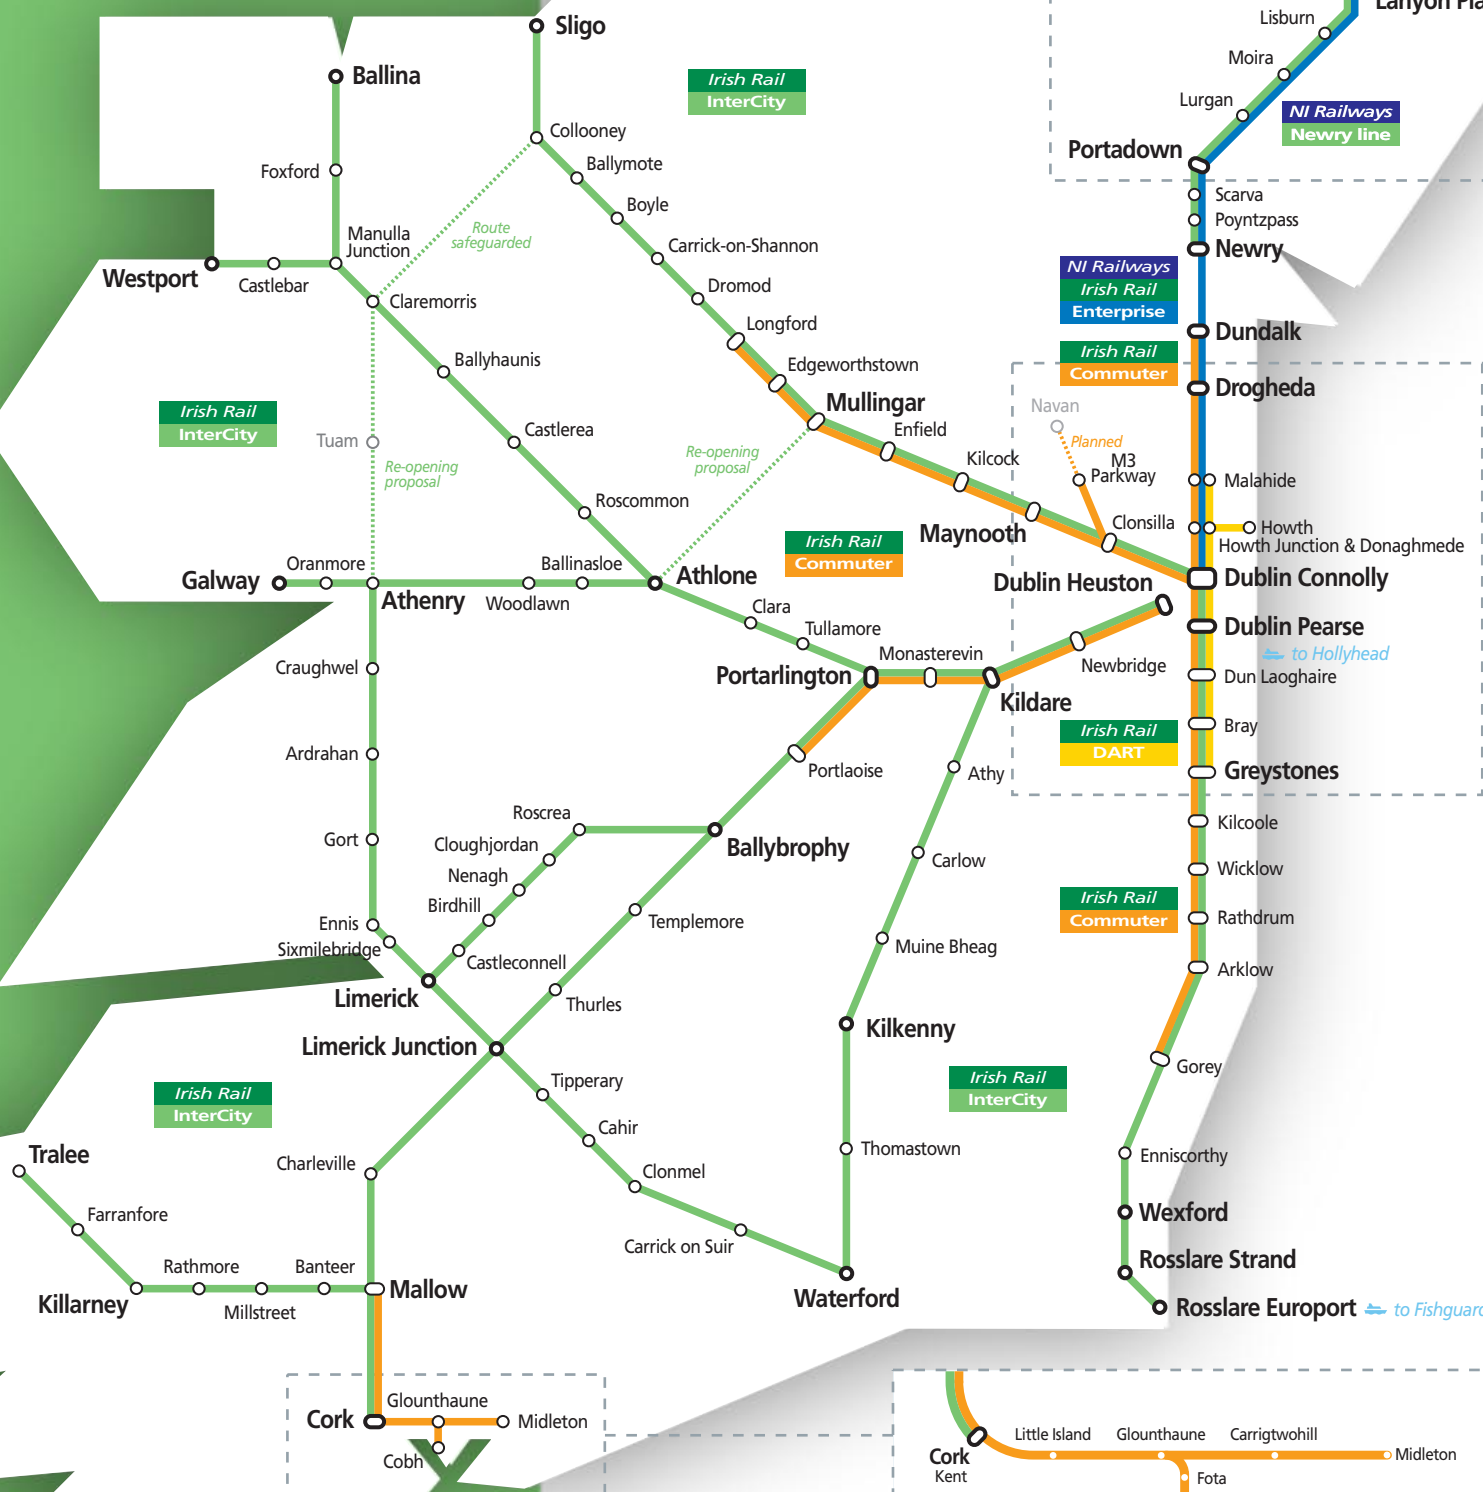 Sligo
Ballina
Irish Rail
InterCity
Collooney
Ballymote
Foxford
Boyle
Route
safeguarded
Manulla
Junction
Carrick-on-Shannon
Westport
Castlebar
Dromod
Claremorris
Longford
Ballyhaunis
Edgeworthstown
Mullingar
Irish Rail
InterCity
Tuam
Castlerea
Enfield
Re-opening
proposal
Re-opening
proposal
Kilcock
Roscommon
Maynooth
Irish Rail
Commuter
Navan
Planned
M3
Parkway
Clonsilla
Lisburn
Moira
Lurgan
NI Railways
Newry line
Portadown
Scarva
Poyntzpass
Newry
NI Railways
Irish Rail
Enterprise
Dundalk
Irish Rail
Commuter
Drogheda
Malahide
Howth
Howth Junction & Donaghmede
Dublin Connolly
Dublin Heuston
Dublin Pearse
to Hollyhead
Newbridge
Dun Laoghaire
Irish Rail
DART
Bray
Greystones
Kilcoole
Wicklow
Irish Rail
Commuter
Rathdrum
Arklow
Gorey
Enniscorthy
Wexford
Rosslare Strand
Rosslare Europort
Galway
Oranmore
Athenry
Woodlawn
Ballinasloe
Athlone
Clara
Tullamore
Portarlington
Monasterevin
Kildare
Craughwel
Ardrahan
Gort
Ennis
Sixmilebridge
Limerick
Portlaoise
Athy
Roscrea
Cloughjordan
Nenagh
Birdhill
Castleconnell
Ballybrophy
Carlow
Templemore
Muine Bheag
Thurles
Limerick Junction
Kilkenny
Irish Rail
InterCity
Tipperary
Cahir
Clonmel
Carrick on Suir
Thomastown
Waterford
Irish Rail
InterCity
Tralee
Charleville
Farranfore
Rathmore
Banteer
Killarney
Millstreet
Mallow
Glounthaune
Cork
Midleton
Cobh
Cork
Kent
Little Island
Glounthaune
Carrigtwohill
Midleton
Fota